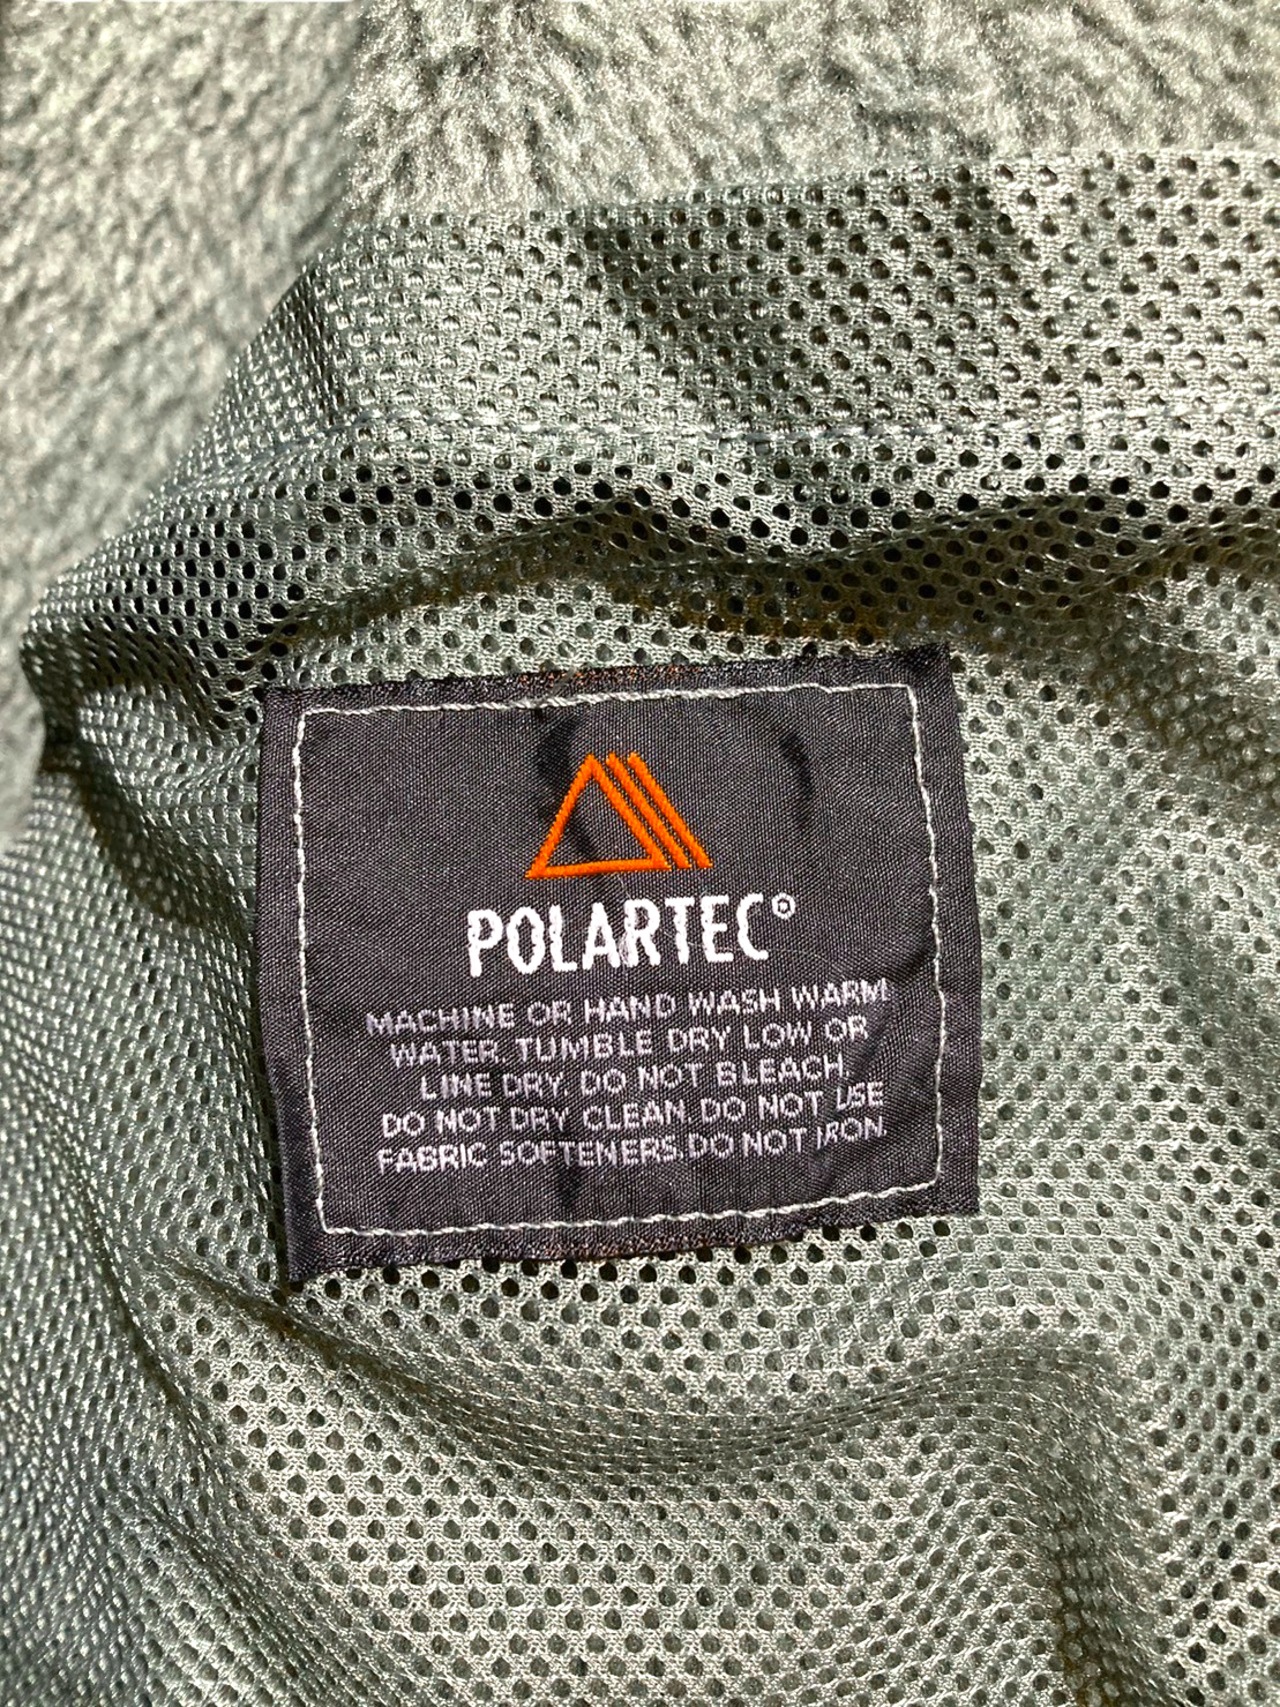 POLARTEC®
MACHINE OR HAND WASH WARM
WATER. TUMBLE DRY LOW OR
LINE DRY. DO NOT BLEACH.
DO NOT DRY CLEAN. DO NOT USE
FABRIC SOFTENERS. DO NOT IRON.